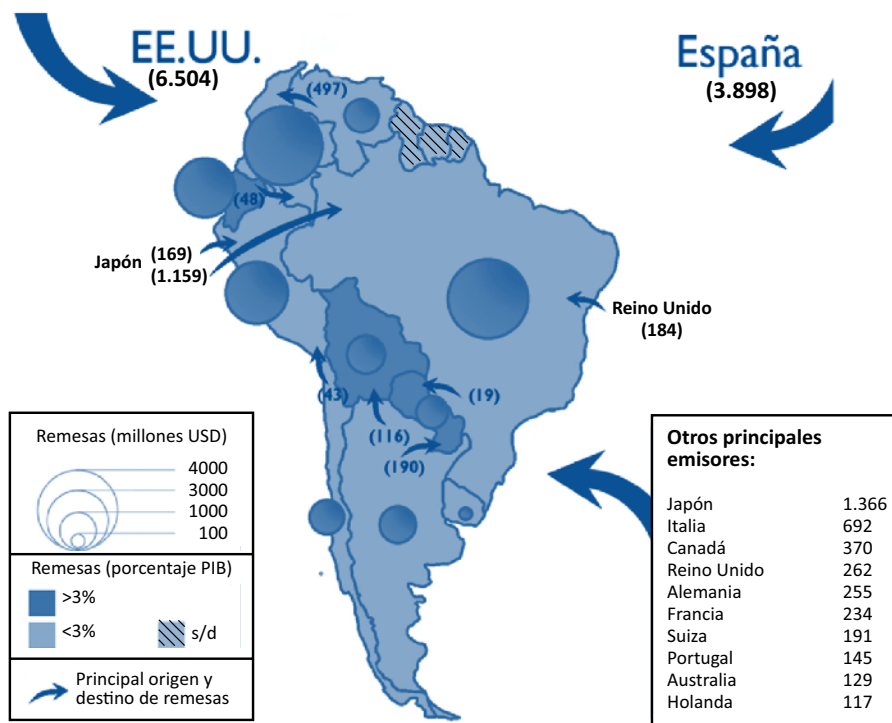 EE.UU.
(6.504)
España
(3.898)
(497)
(48)
Japón (169)
(1.159)
Reino Unido
(184)
(43)
(19)
(116)
(190)
Remesas (millones USD)
4000
3000
1000
100
Remesas (porcentaje PIB)
>3%
<3%
s/d
Principal origen y
destino de remesas
Otros principales
emisores:
Japón 1.366
Italia 692
Canadá 370
Reino Unido 262
Alemania 255
Francia 234
Suiza 191
Portugal 145
Australia 129
Holanda 117